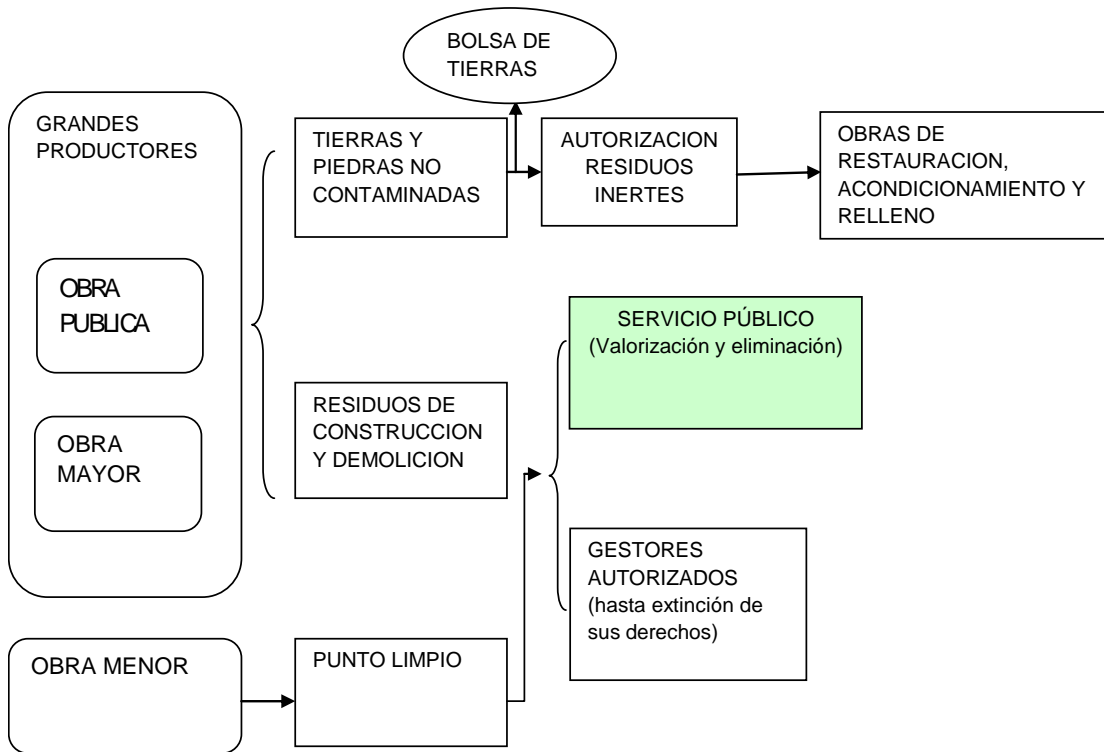 BOLSA DE
TIERRAS
GRANDES
PRODUCTORES
OBRA
PUBLICA
OBRA
MAYOR
TIERRAS Y
PIEDRAS NO
CONTAMINADAS
AUTORIZACION
RESIDUOS
INERTES
OBRAS DE
RESTAURACION,
ACONDICIONAMIENTO Y
RELLENO
RESIDUOS DE
CONSTRUCCION
Y DEMOLICION
SERVICIO PÚBLICO
(Valorización y eliminación)
GESTORES
AUTORIZADOS
(hasta extinción de
sus derechos)
OBRA MENOR
PUNTO LIMPIO